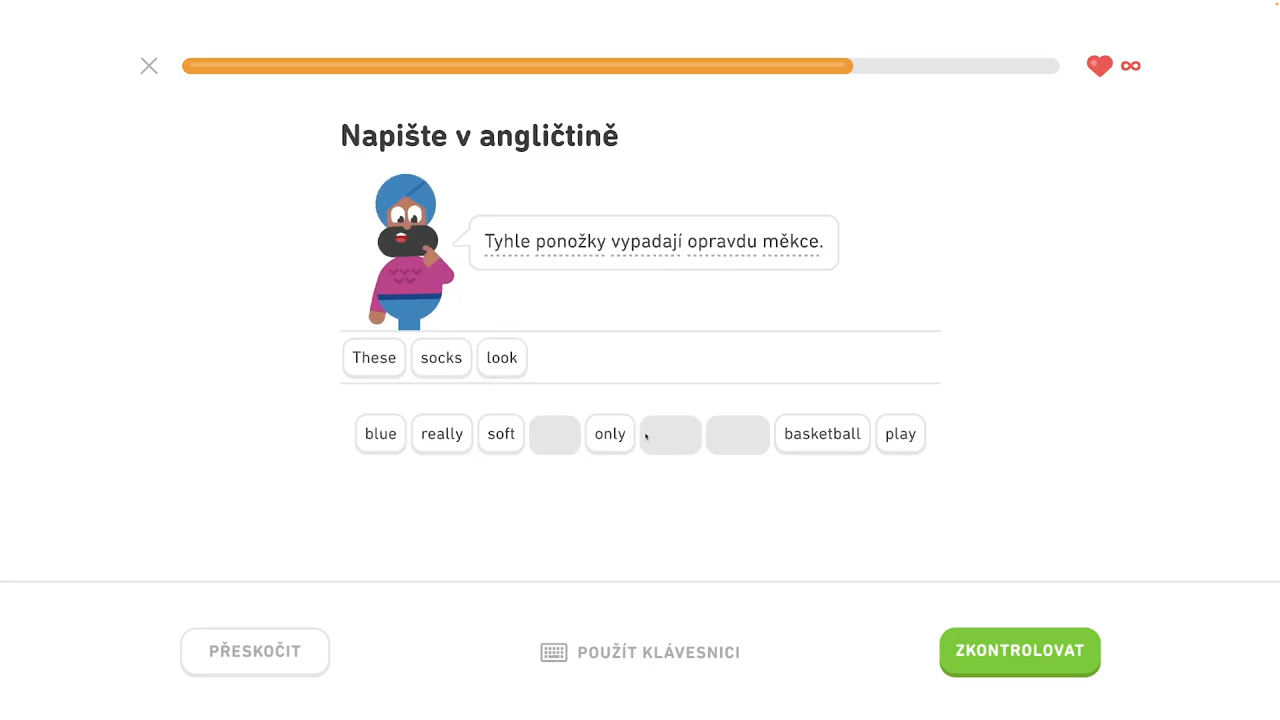 Napište v angličtině
Tyhle ponožky vypadají opravdu měkce.
These socks look
blue really soft only basketball play
PŘESKOČIT POUŽÍT KLÁVESNICI ZKONTROLOVAT